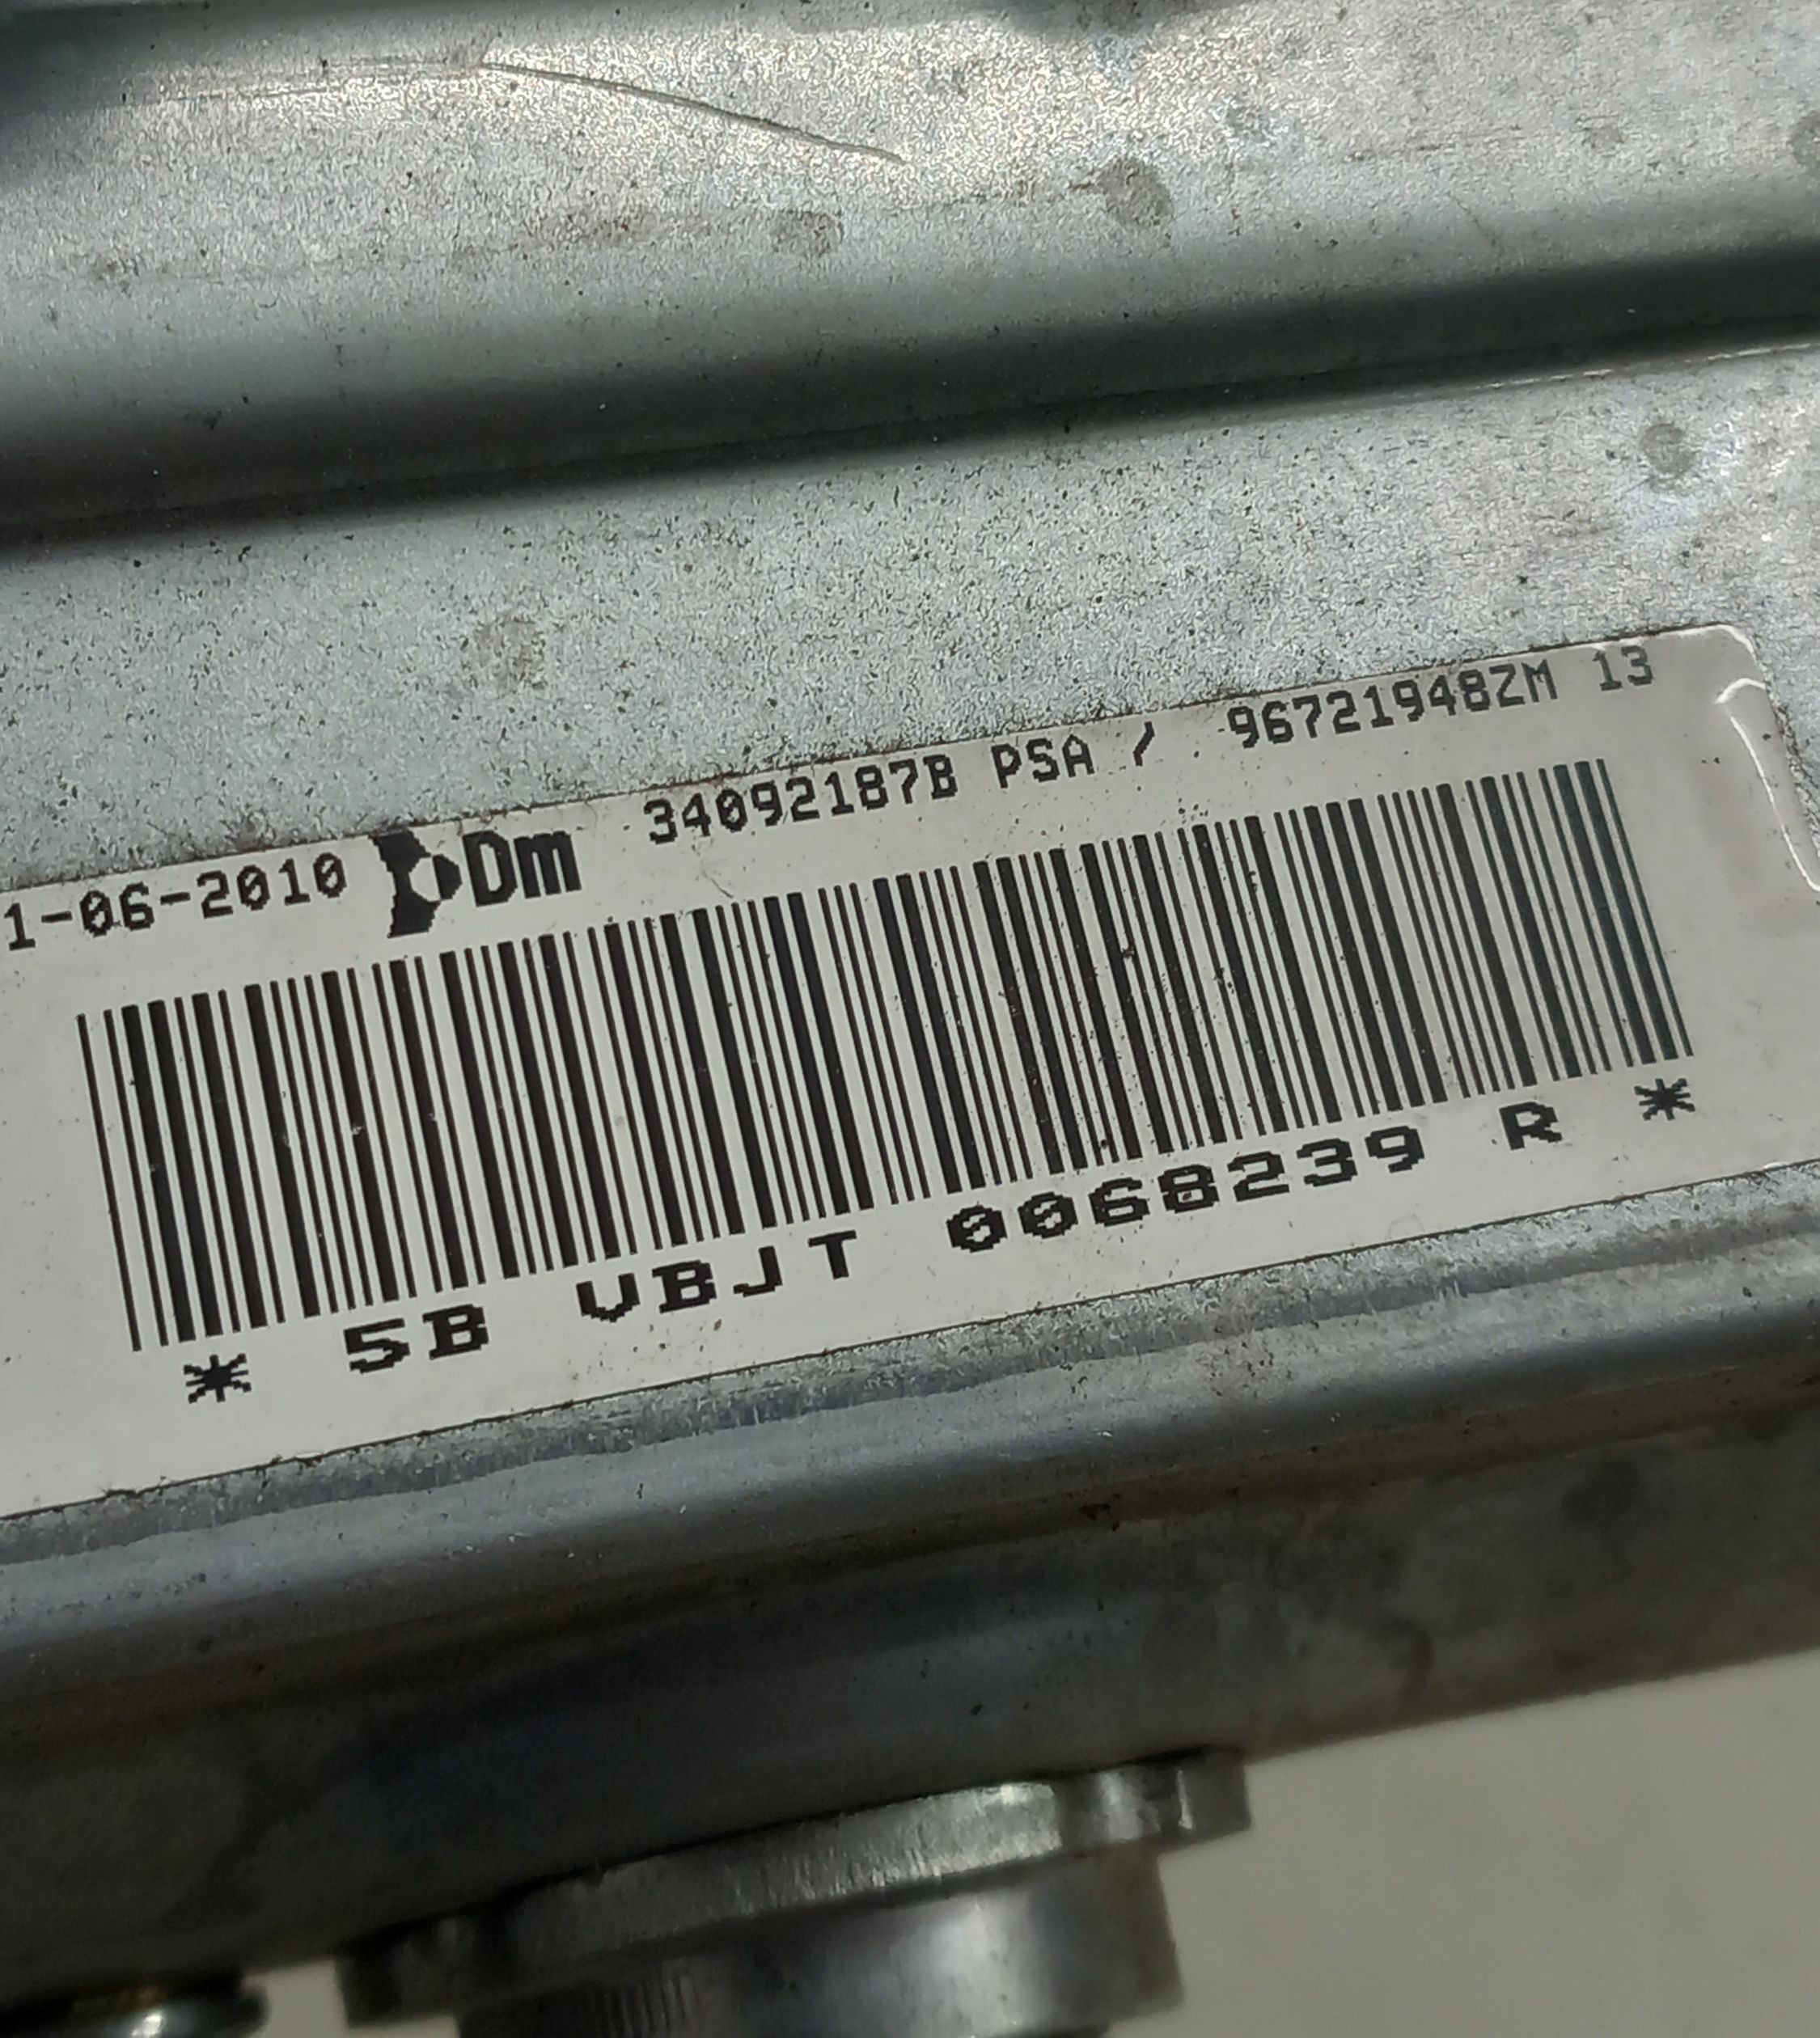 1-06-2010 Dm 34092187B PSA / 96721948ZM 13
* 5B VBJT 0068239 R *